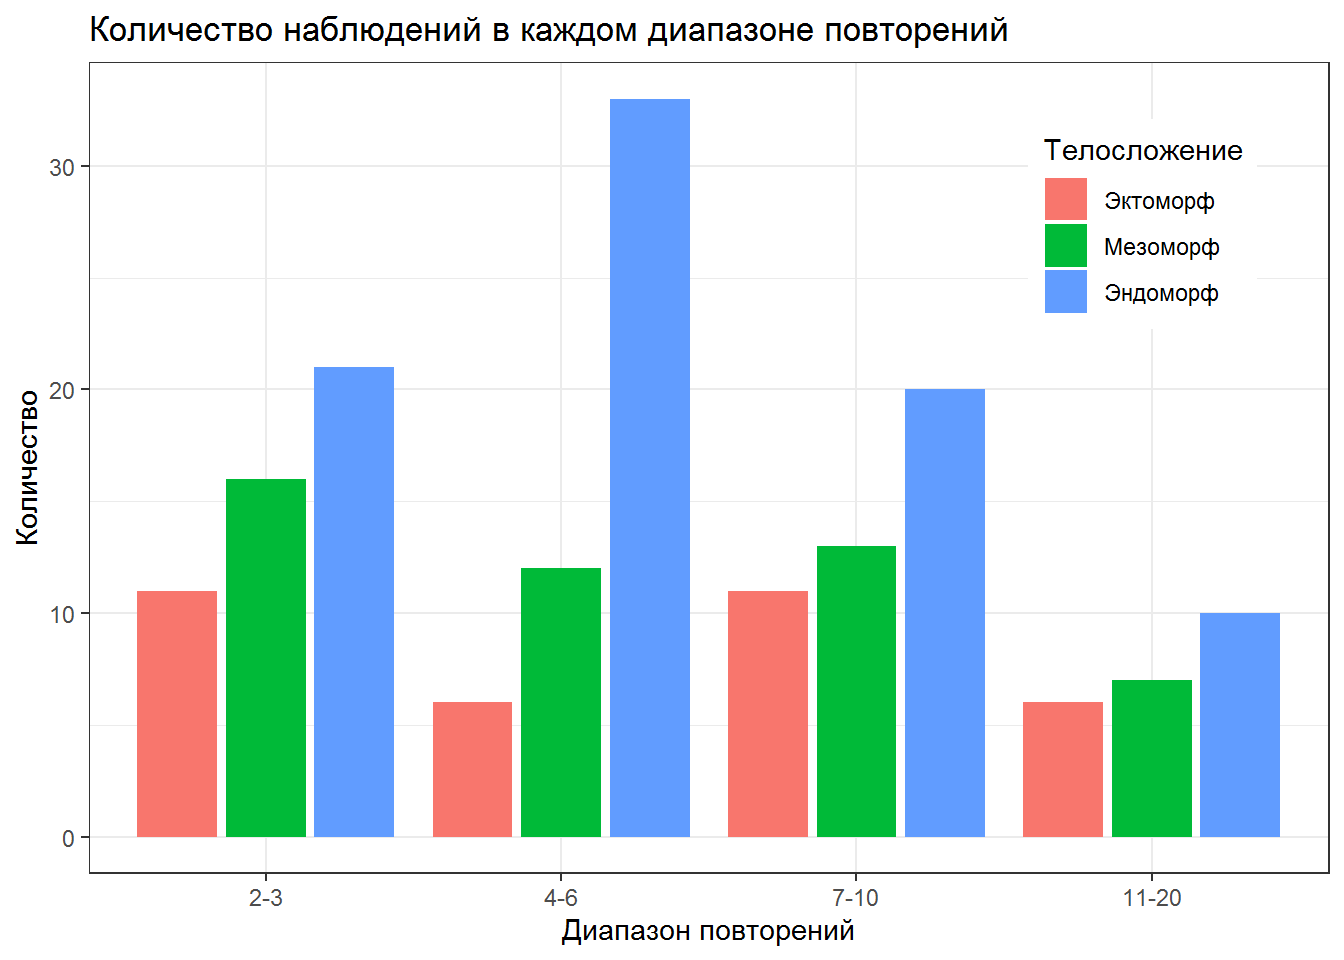 Количество наблюдений в каждом диапазоне повторений
Количество
30
20
10
0
Телосложение
Эктоморф
Мезоморф
Эндоморф
2-3
4-6
7-10
11-20
Диапазон повторений